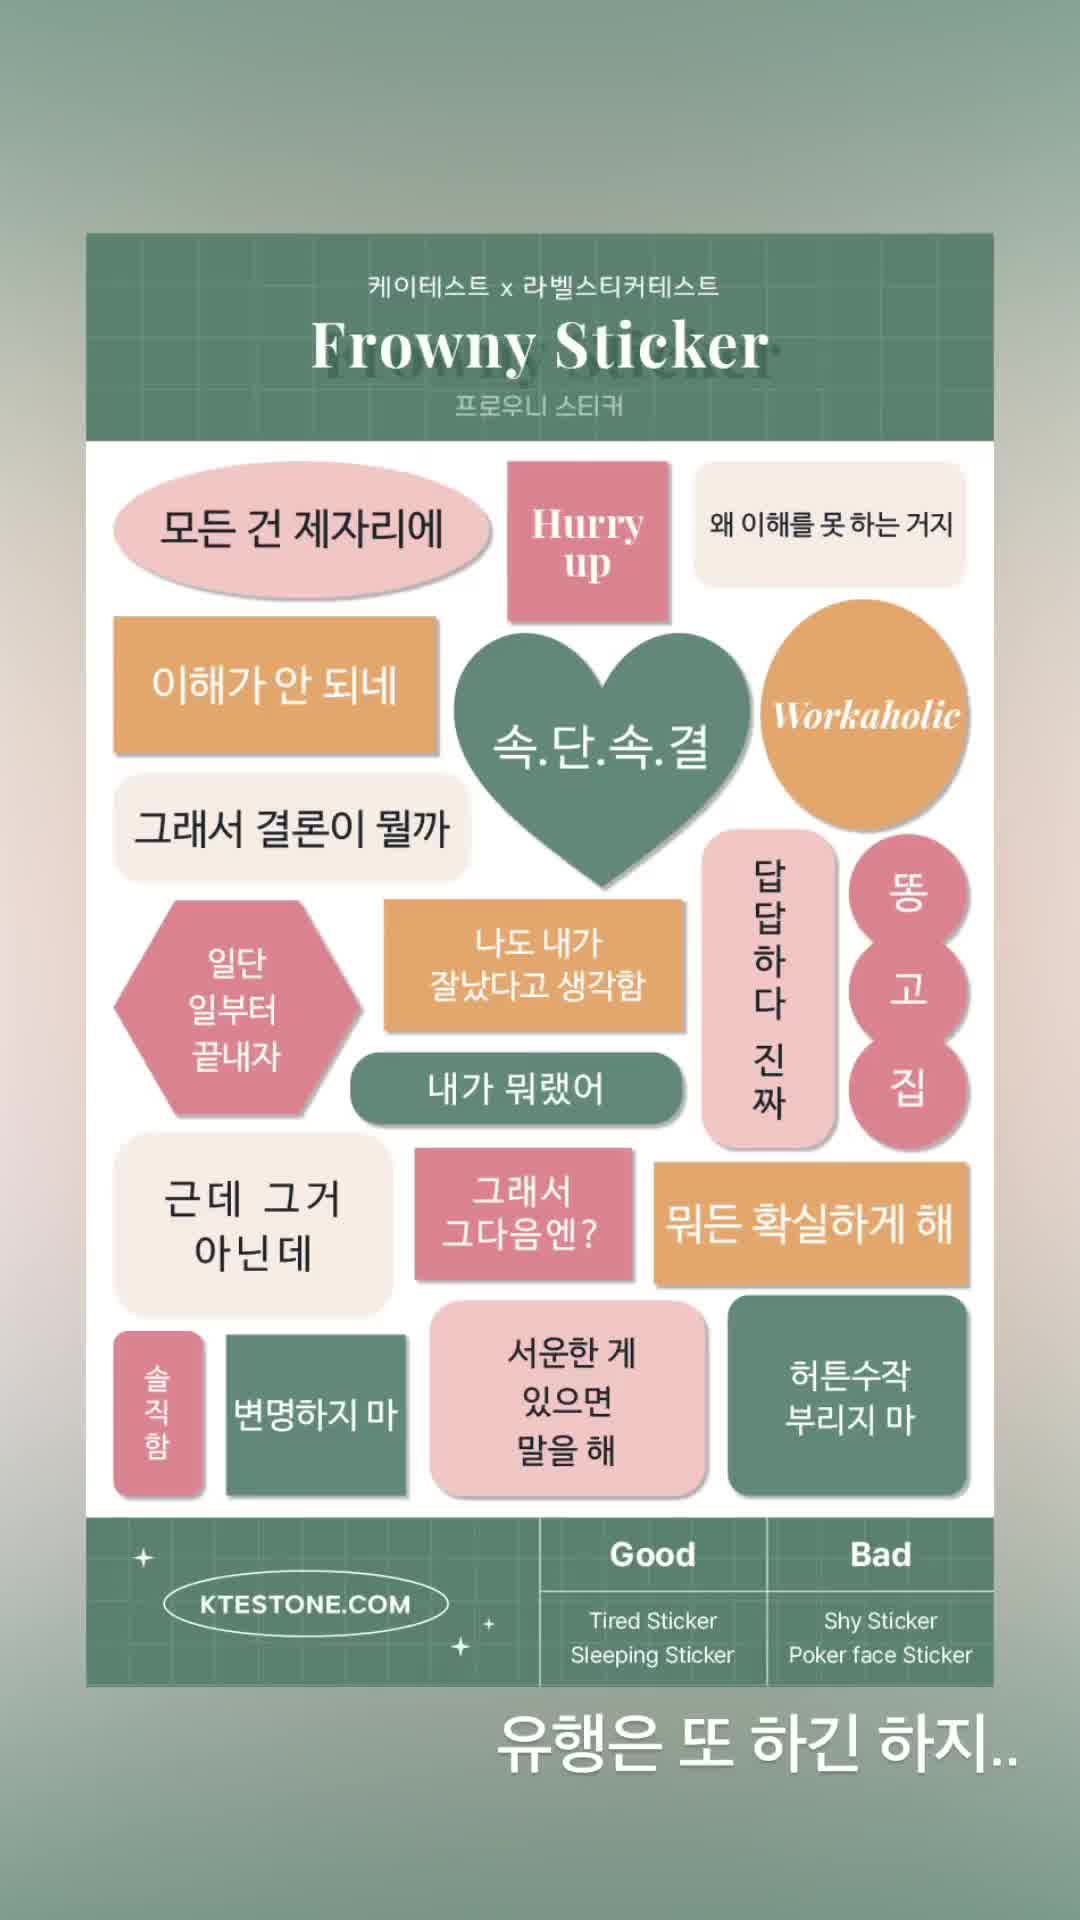 케이테스트 x 라벨스티커테스트
Frowny Sticker
프로우니 스티커
모든 건 제자리에
Hurry
up
왜 이해를 못 하는 거지
이해가 안 되네
속.단.속.결
Workaholic
그래서 결론이 뭘까
일단
일부터
끝내자
나도 내가
잘났다고 생각함
답답하다 진짜
똥고집
내가 뭐랬어
근데 그거
아닌데
그래서
그다음엔?
뭐든 확실하게 해
솔직함
변명하지 마
서운한 게
있으면
말을 해
허튼수작
부리지 마
KTESTONE.COM
Good
Bad
Tired Sticker
Sleeping Sticker
Shy Sticker
Poker face Sticker
유행은 또 하긴 하지..